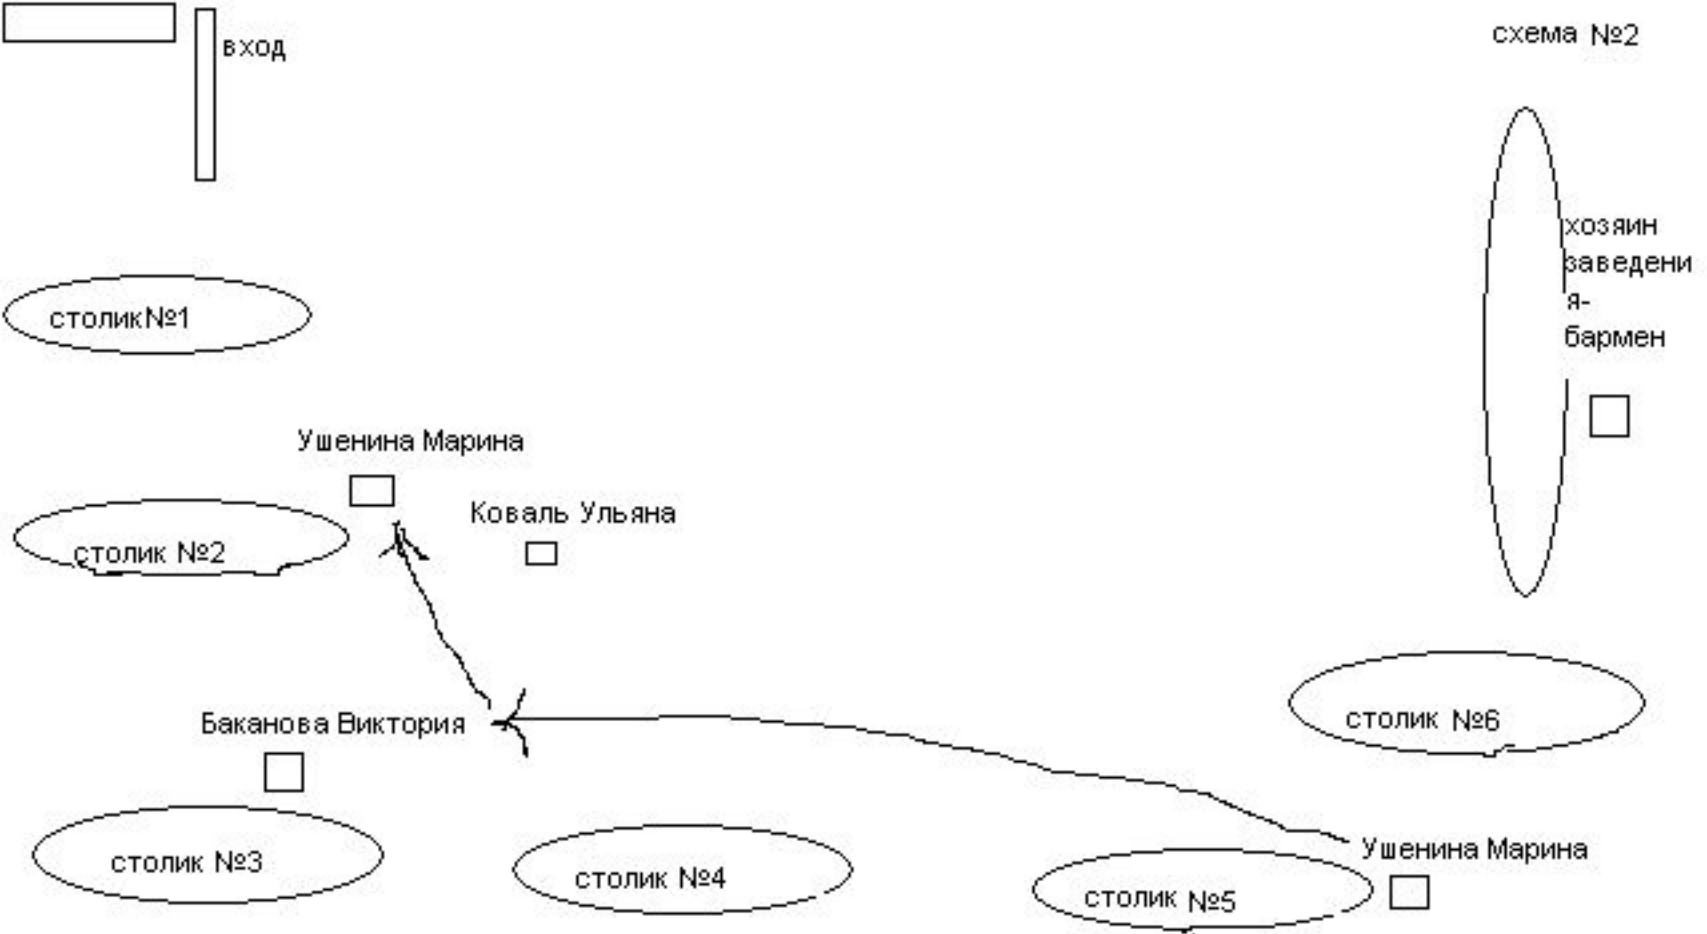 вход
схема №2
хозяин
заведени
я-
бармен
столик№1
Ушенина Марина
Коваль Ульяна
столик №2
Баканова Виктория
столик №6
Ушенина Марина
столик №3
столик №4
столик №5